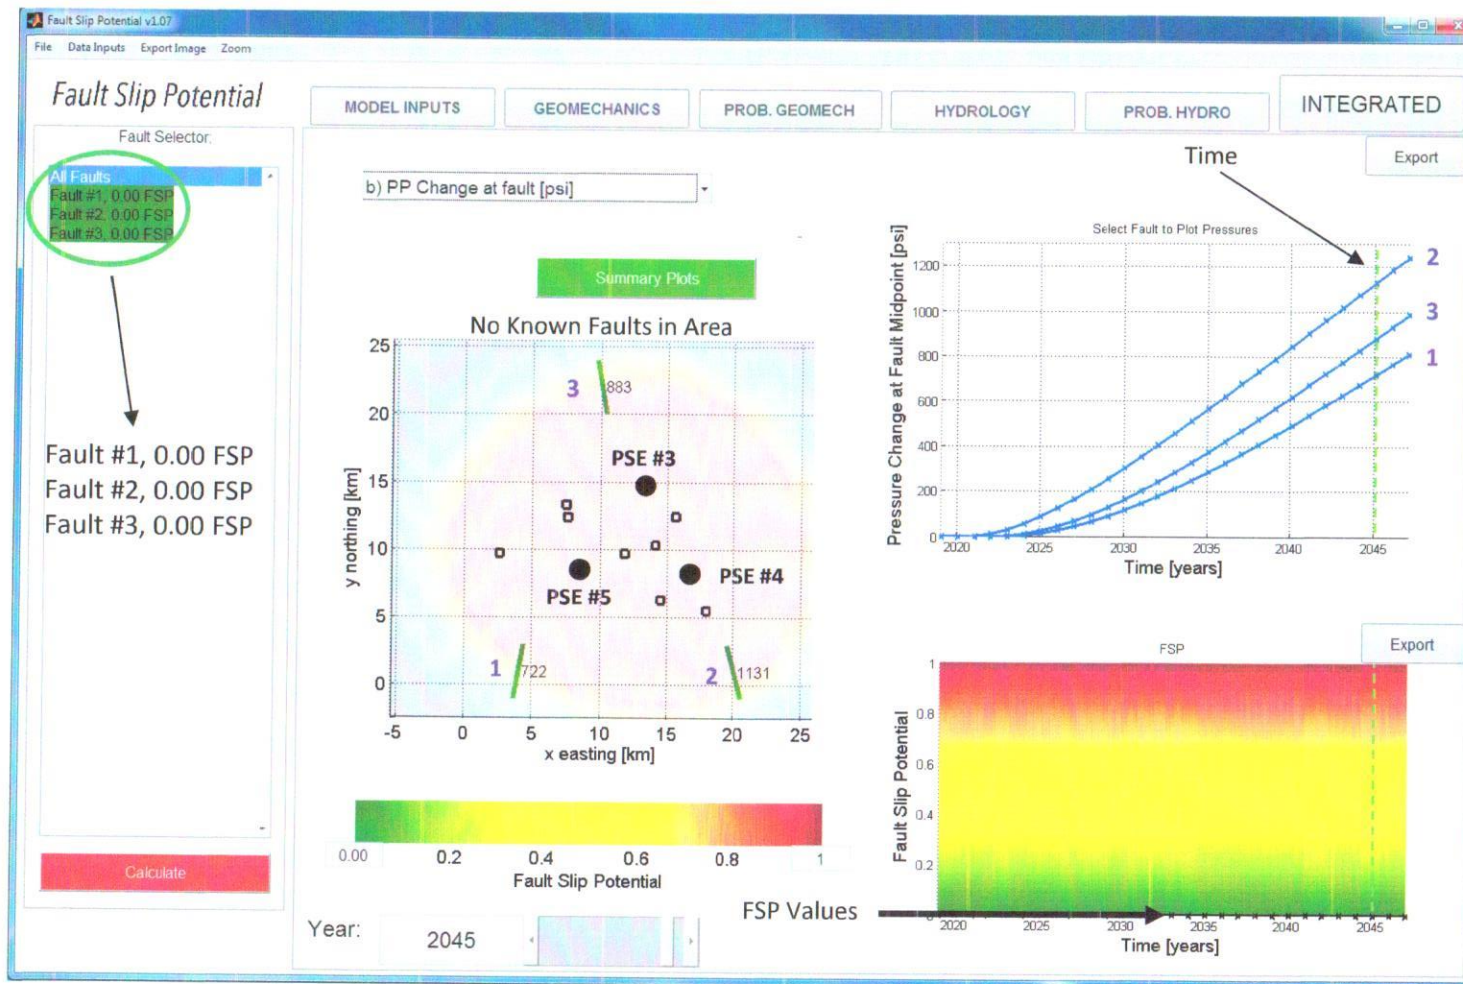 Fault Slip Potential v1.07
File Data Inputs Export Image Zoom
Fault Slip Potential
MODEL INPUTS GEOMECHANICS PROB. GEOMECH HYDROLOGY PROB. HYDRO INTEGRATED
Fault Selector:
All Faults
Fault #1, 0.00 FSP
Fault #2, 0.00 FSP
Fault #3, 0.00 FSP
Fault #1, 0.00 FSP
Fault #2, 0.00 FSP
Fault #3, 0.00 FSP
Calculate
b) PP Change at fault [psi]
Summary Plots
No Known Faults in Area
25
20
15
10
5
0
y northing [km]
3 883
PSE #3
PSE #5
PSE #4
1 722
2 1131
-5 0 5 10 15 20 25
x easting [km]
0.00 0.2 0.4 0.6 0.8 1
Fault Slip Potential
Year: 2045
Time
Export
Select Fault to Plot Pressures
Pressure Change at Fault Midpoint [psi]
1200
1000
800
600
400
200
0
2
3
1
2020 2025 2030 2035 2040 2045
Time [years]
Export
FSP
Fault Slip Potential
1
0.8
0.6
0.4
0.2
0
FSP Values
2020 2025 2030 2035 2040 2045
Time [years]